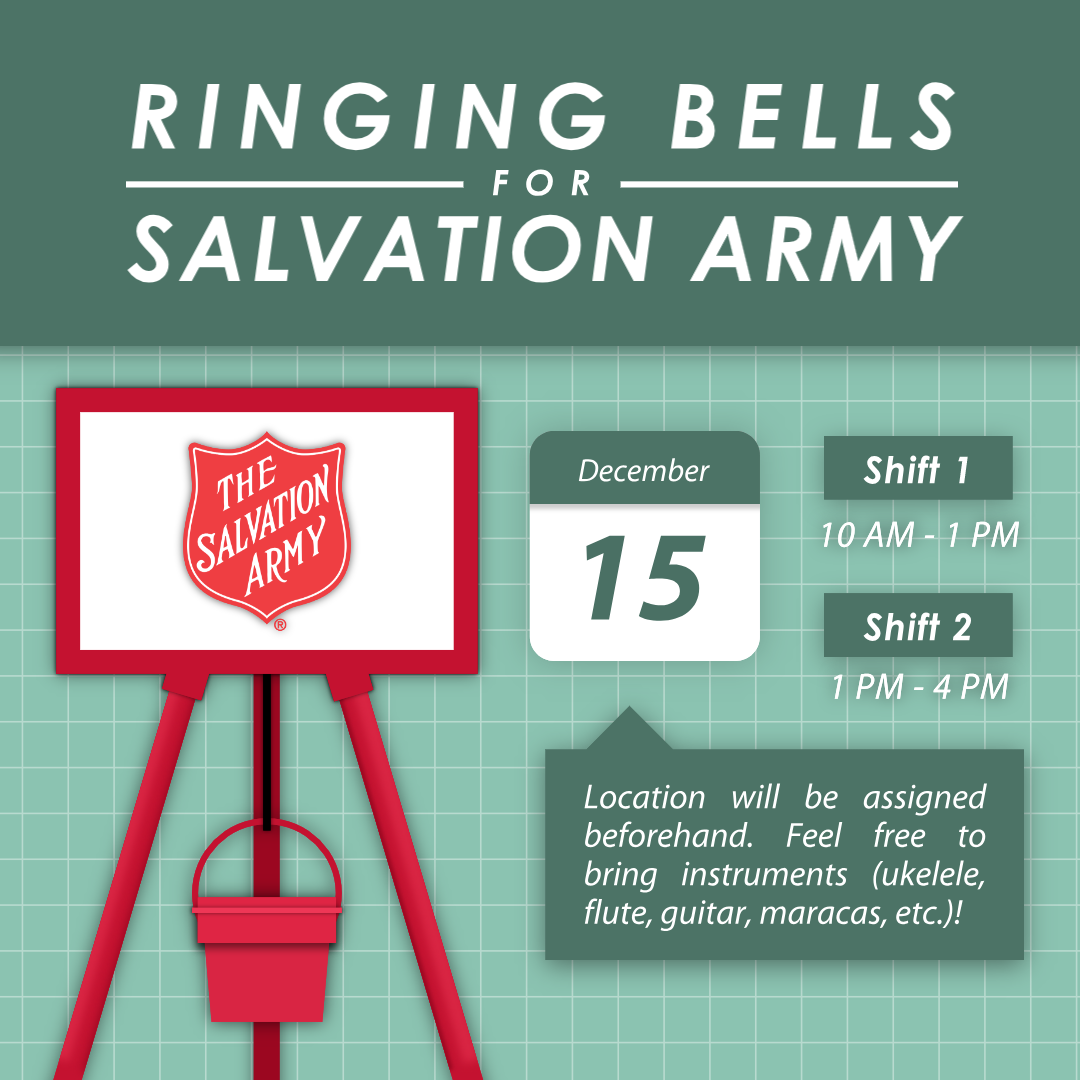 RINGING BELLS
FOR
SALVATION ARMY
THE
SALVATION
ARMY
®
December
15
Shift 1
10 AM - 1 PM
Shift 2
1 PM - 4 PM
Location will be assigned
beforehand. Feel free to
bring instruments (ukelele,
flute, guitar, maracas, etc.)!